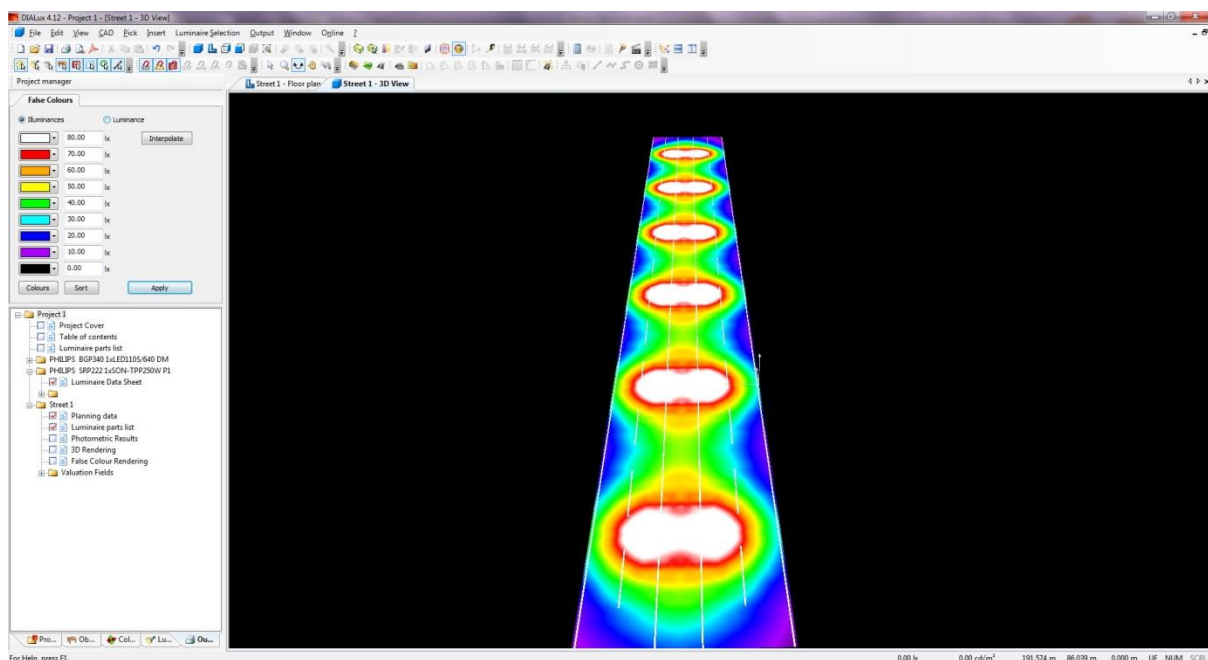 DIALux 4.12 - Project 1 - [Street 1 - 3D View]
File Edit View CAD Pick Insert Luminaire Selection Output Window Online ?
Project manager
Street 1 - Floor plan Street 1 - 3D View
False Colours
Illuminances Luminance
80.00 lx Interpolate
70.00 lx
60.00 lx
50.00 lx
40.00 lx
30.00 lx
20.00 lx
10.00 lx
0.00 lx
Colours Sort Apply
Project 1
Project Cover
Table of contents
Luminaire parts list
PHILIPS BGP340 1xLED110S/640 DM
PHILIPS SRP222 1xSON-TPP250W P1
Luminaire Data Sheet
Street 1
Planning data
Luminaire parts list
Photometric Results
3D Rendering
False Colour Rendering
Valuation Fields
Pro... Ob... Col... Lu... Ou...
For Help, press F1. 0.00 lx 0.00 cd/m² 191.574 m 86.039 m 0.000 m UF NUM SCRL